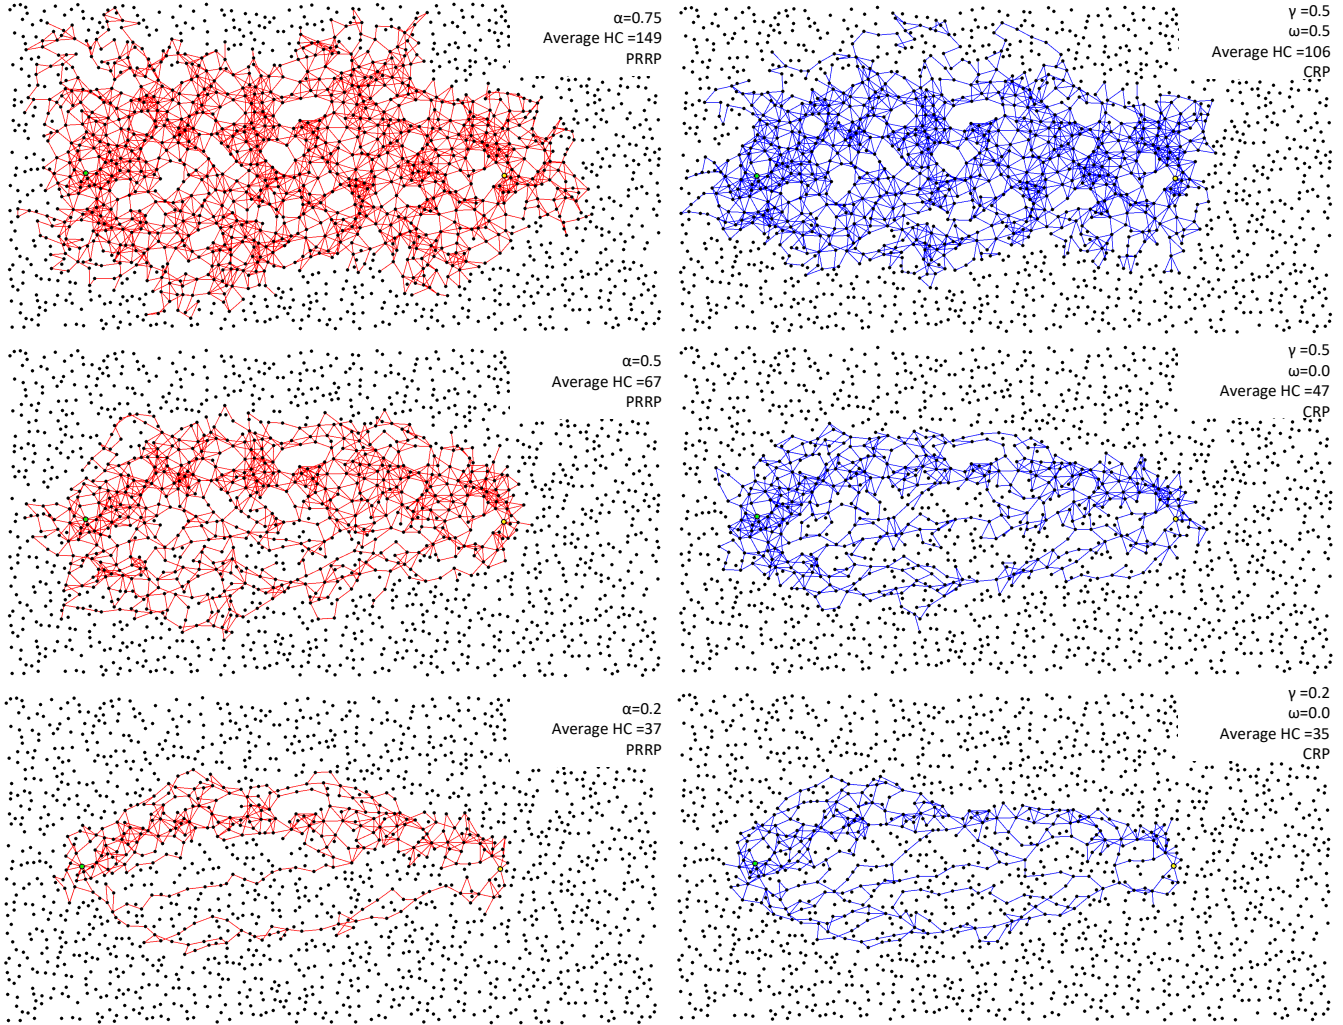 α=0.75
Average HC =149
PRRP
γ =0.5
ω=0.5
Average HC =106
CRP
α=0.5
Average HC =67
PRRP
γ =0.5
ω=0.0
Average HC =47
CRP
α=0.2
Average HC =37
PRRP
γ =0.2
ω=0.0
Average HC =35
CRP